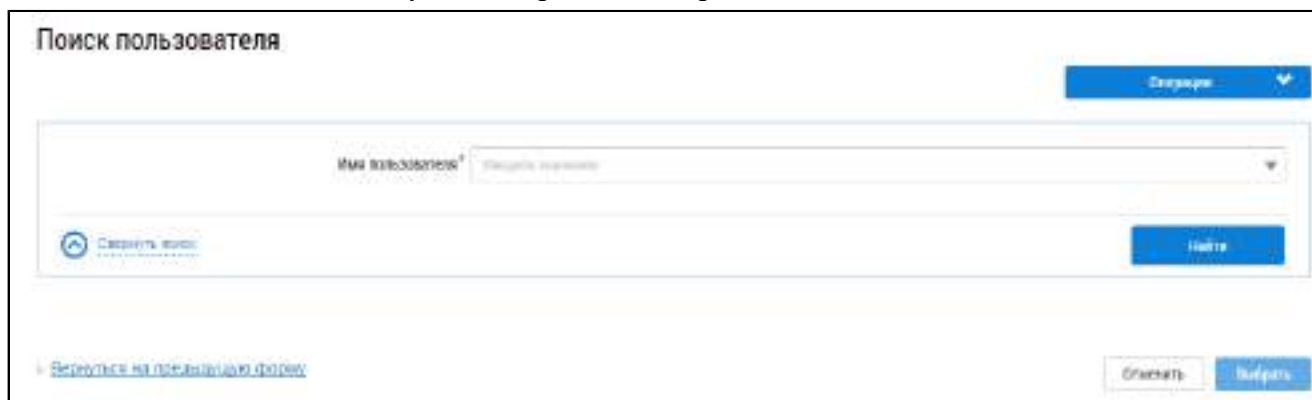 Поиск пользователя
Операции
Имя пользователя*
Введите значение
Свернуть поиск
Найти
Вернуться на предыдущую форму
Отменить
Выбрать